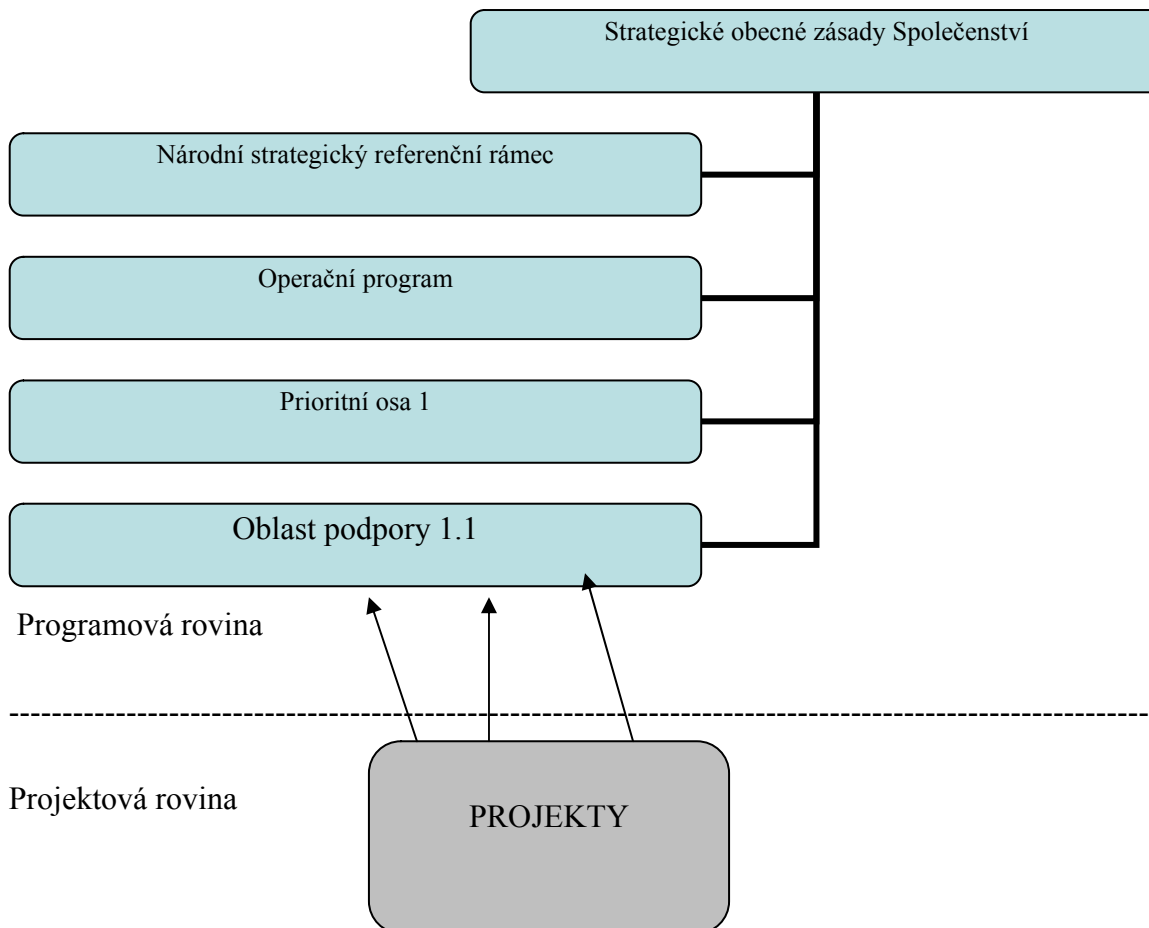 Strategické obecné zásady Společenství
Národní strategický referenční rámec
Operační program
Prioritní osa 1
Oblast podpory 1.1
Programová rovina
Projektová rovina
PROJEKTY